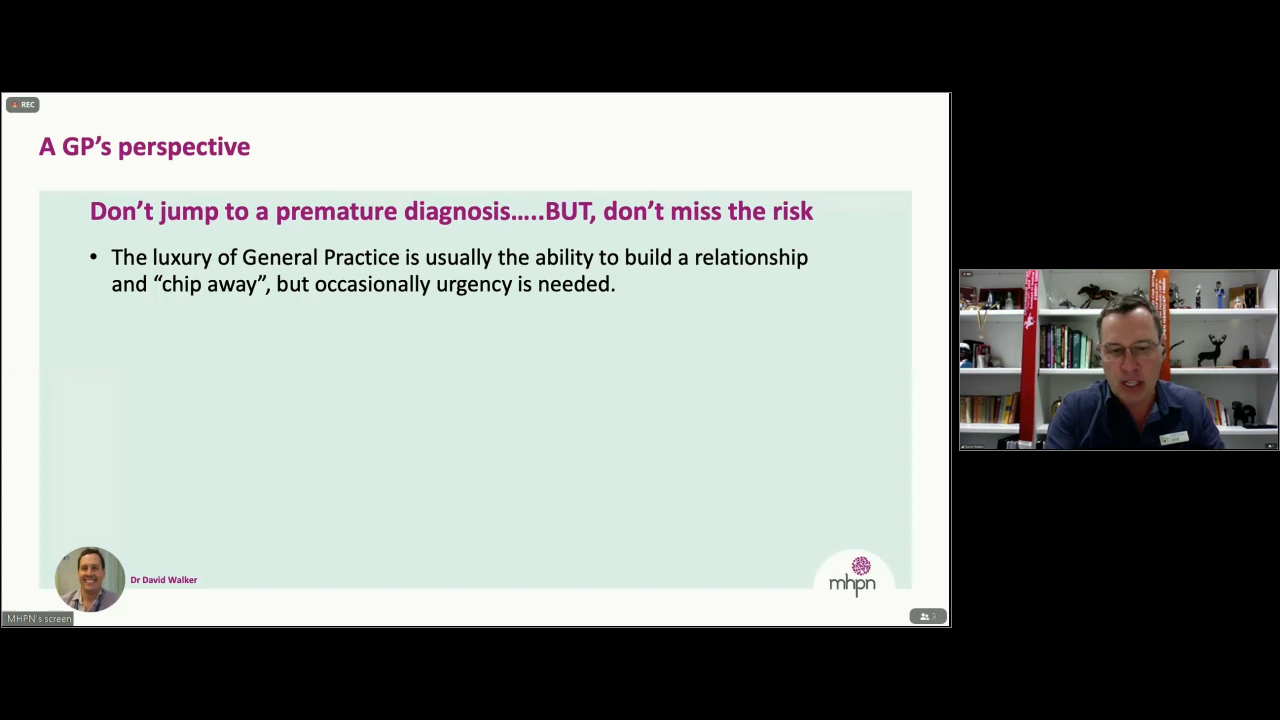 REC
A GP’s perspective
Don’t jump to a premature diagnosis…..BUT, don’t miss the risk
• The luxury of General Practice is usually the ability to build a relationship
and “chip away”, but occasionally urgency is needed.
Dr David Walker
mhpn
MHPN's screen
9